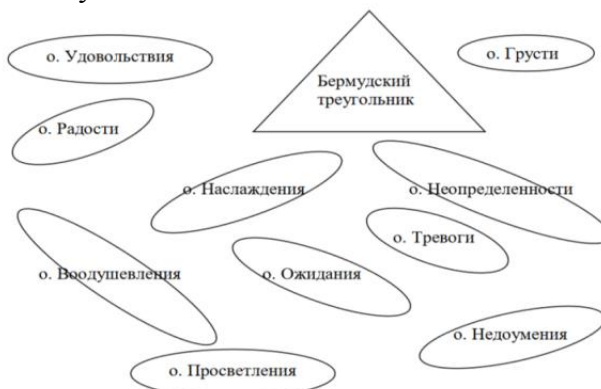 о. Удовольствия
о. Грусти
Бермудский
треугольник
о. Радости
о. Наслаждения
о. Неопределенности
о. Тревоги
о. Воодушевления
о. Ожидания
о. Недоумения
о. Просветления